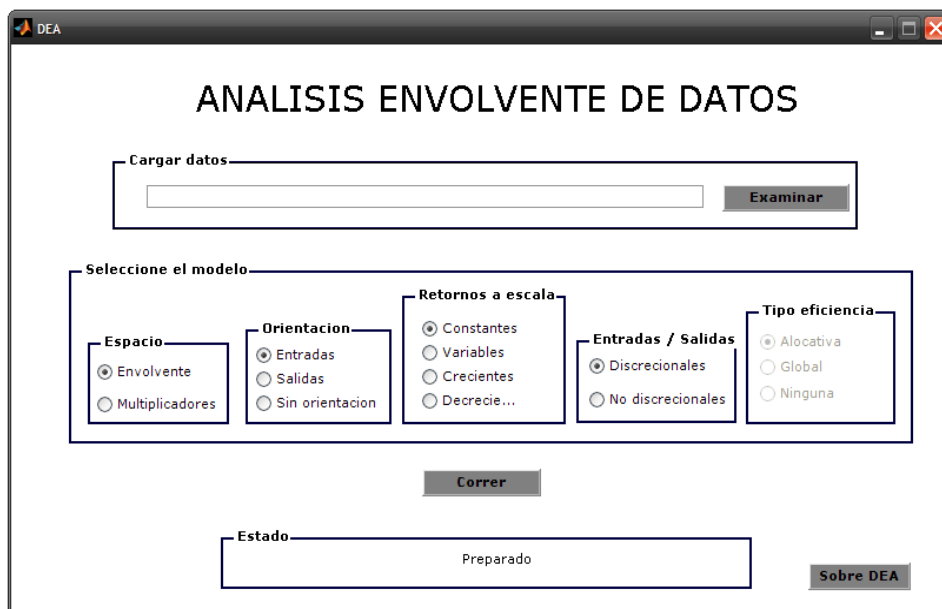 DEA
ANALISIS ENVOLVENTE DE DATOS
Cargar datos
Examinar
Seleccione el modelo
Espacio
Envolvente
Multiplicadores
Orientacion
Entradas
Salidas
Sin orientacion
Retornos a escala
Constantes
Variables
Crecientes
Decrecie...
Entradas / Salidas
Discrecionales
No discrecionales
Tipo eficiencia
Alocativa
Global
Ninguna
Correr
Estado
Preparado
Sobre DEA